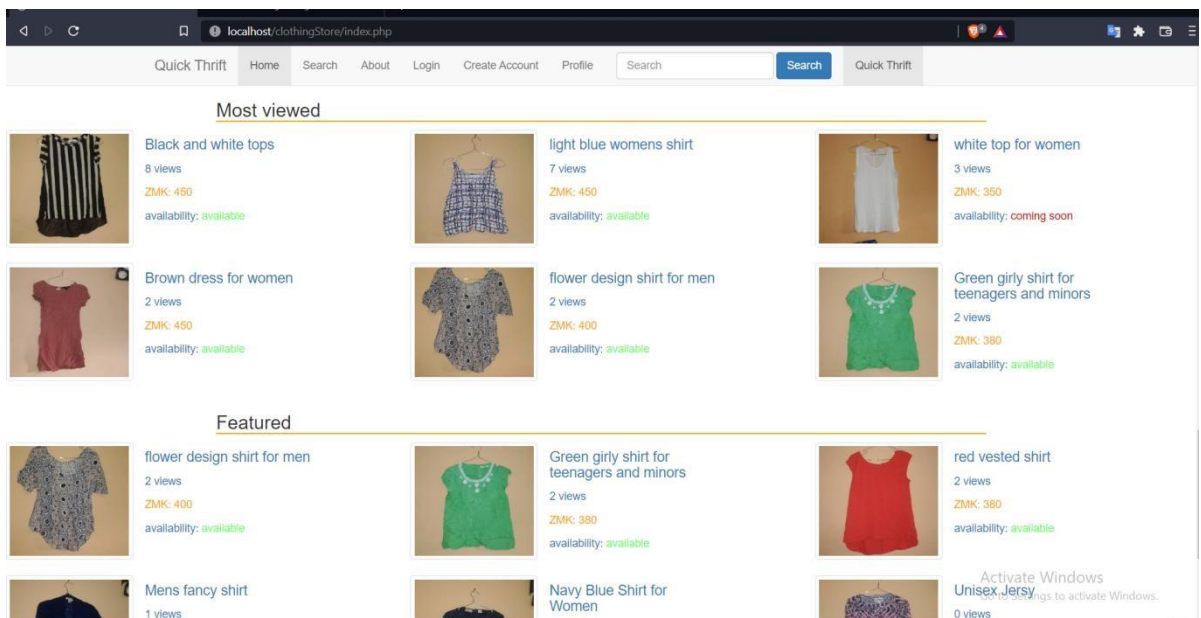 localhost/clothingStore/index.php
Quick Thrift Home Search About Login Create Account Profile Search Search Quick Thrift
Most viewed
Black and white tops
8 views
ZMK: 450
availability: available
light blue womens shirt
7 views
ZMK: 450
availability: available
white top for women
3 views
ZMK: 350
availability: coming soon
Brown dress for women
2 views
ZMK: 450
availability: available
flower design shirt for men
2 views
ZMK: 400
availability: available
Green girly shirt for
teenagers and minors
2 views
ZMK: 380
availability: available
Featured
flower design shirt for men
2 views
ZMK: 400
availability: available
Green girly shirt for
teenagers and minors
2 views
ZMK: 380
availability: available
red vested shirt
2 views
ZMK: 380
availability: available
Mens fancy shirt
1 views
Navy Blue Shirt for
Women
Unisex Jersy
0 views
Activate Windows
Go to Settings to activate Windows.